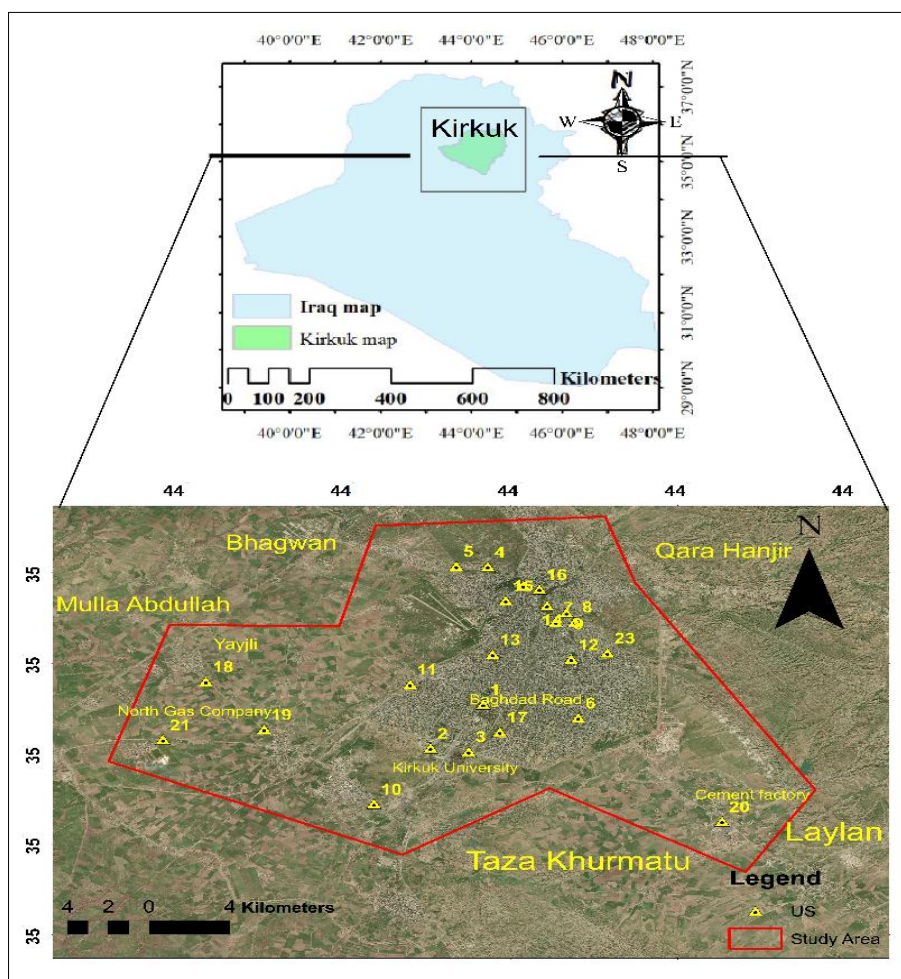 40°0'0"E 42°0'0"E 44°0'0"E 46°0'0"E 48°0'0"E
37°0'0"N
35°0'0"N
33°0'0"N
31°0'0"N
29°0'0"N
N
W E
S
Kirkuk
Iraq map
Kirkuk map
Kilometers
0 100 200 400 600 800
40°0'0"E 42°0'0"E 44°0'0"E 46°0'0"E 48°0'0"E
44 44 44 44 44
35
35
35
35
35
N
Bhagwan
Qara Hanjir
Mulla Abdullah
5 4
16
7 8
9
Yayjli
13
12
23
18
11
1
Baghdad Road
6
North Gas Company
19
21
17
2
3
Kirkuk University
10
Cement factory
20
Laylan
Taza Khurmatu
Legend
US
Study Area
4 2 0 4 Kilometers